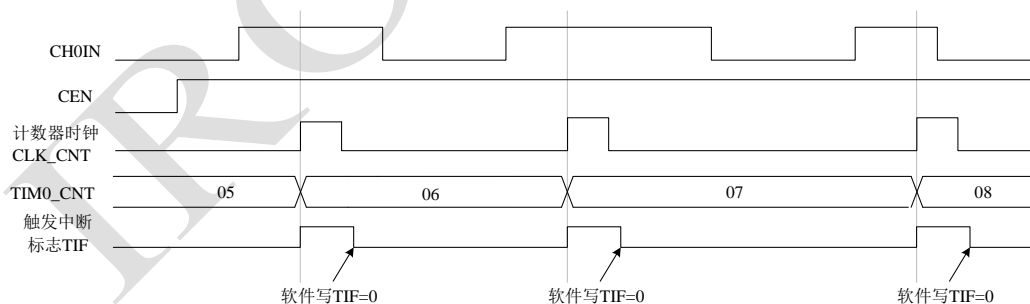 CH0IN
CEN
计数器时钟
CLK_CNT
TIM0_CNT 05 06 07 08
触发中断
标志TIF
软件写TIF=0 软件写TIF=0 软件写TIF=0